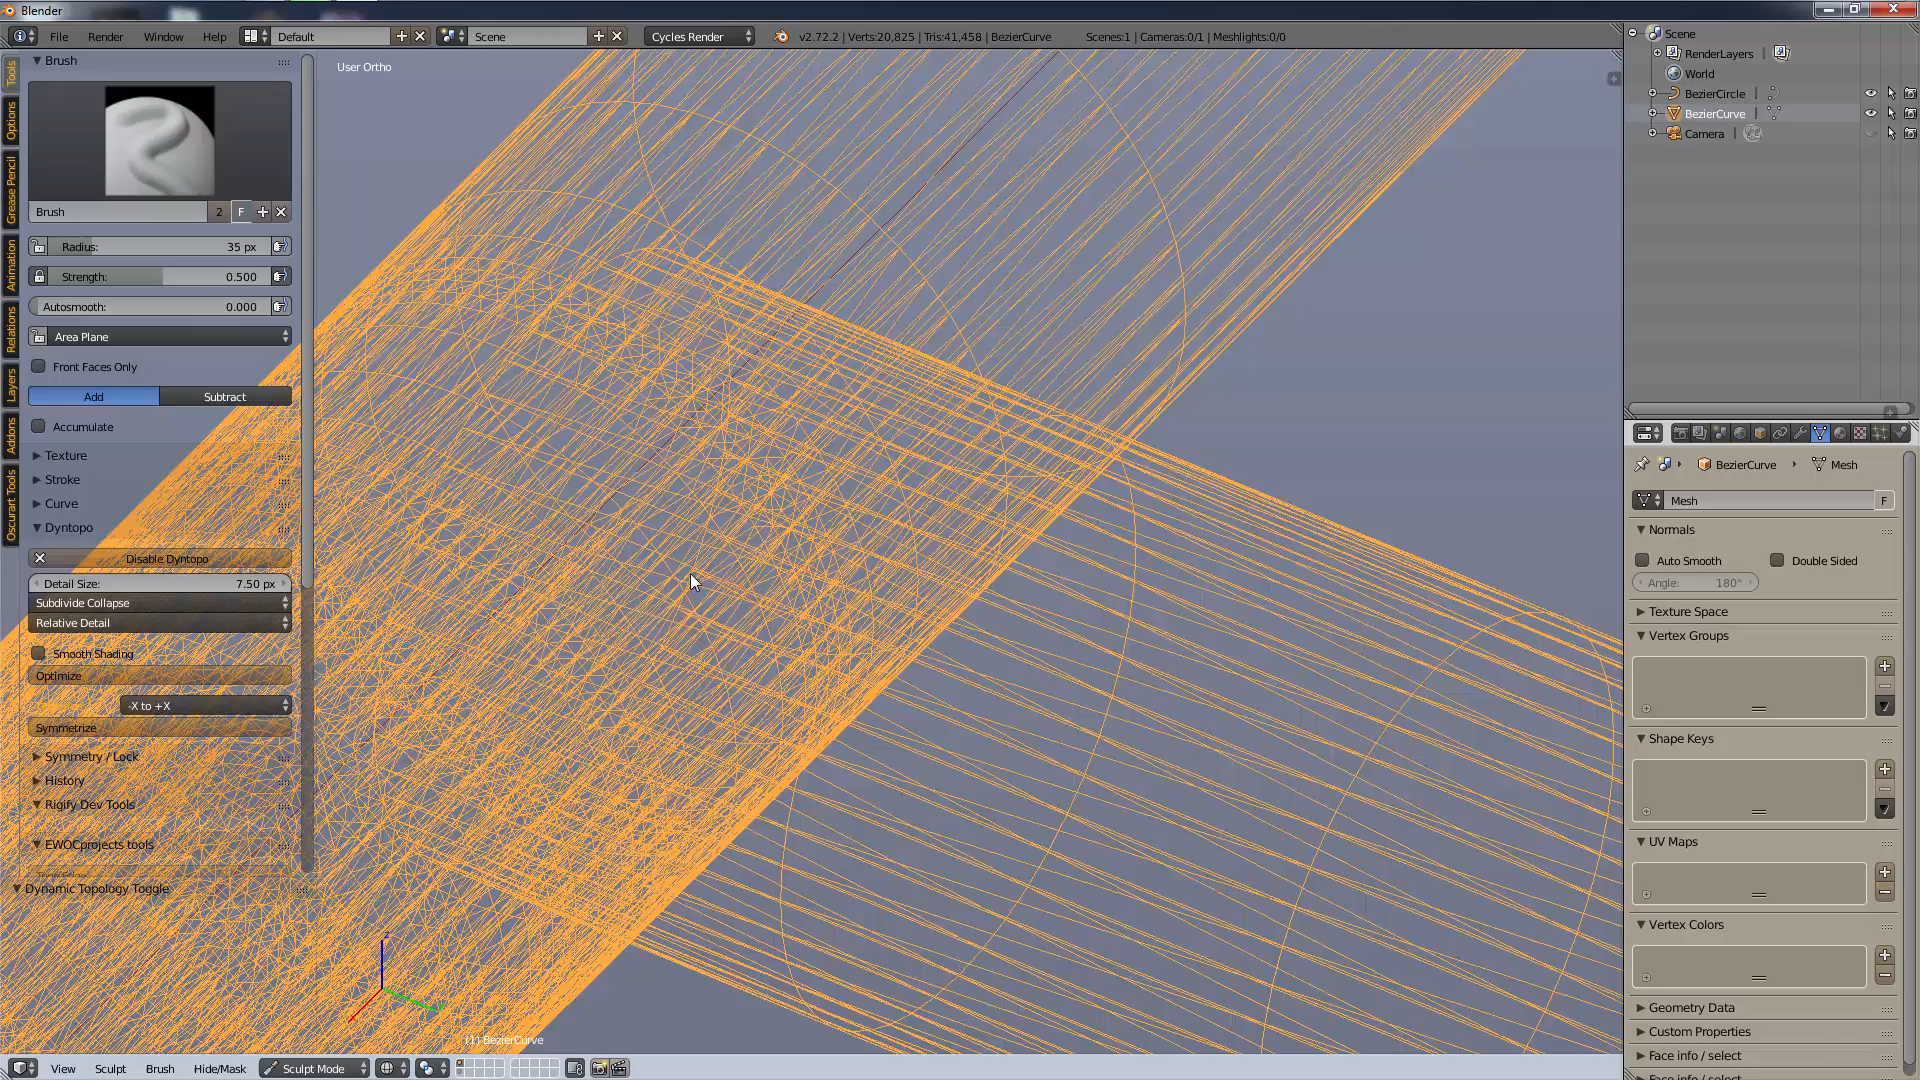 Blender
File Render Window Help Default Scene Cycles Render v2.72.2 | Verts:20,825 | Tris:41,458 | BezierCurve Scenes:1 | Cameras:0/1 | Meshlights:0/0
Tools
Options
Grease Pencil
Animation
Relations
Layers
Addons
Oscurart Tools
Brush
Brush 2 F
Radius: 35 px
Strength: 0.500
Autosmooth: 0.000
Area Plane
Front Faces Only
Add Subtract
Accumulate
Texture
Stroke
Curve
Dyntopo
Disable Dyntopo
Detail Size: 7.50 px
Subdivide Collapse
Relative Detail
Smooth Shading
Optimize
-X to +X
Symmetrize
Symmetry / Lock
History
Rigify Dev Tools
EWOCprojects tools
Dynamic Topology Toggle
User Ortho
z
(1) BezierCurve
View Sculpt Brush Hide/Mask Sculpt Mode
Scene
RenderLayers
World
BezierCircle
BezierCurve
Camera
BezierCurve Mesh
Mesh F
Normals
Auto Smooth Double Sided
Angle: 180°
Texture Space
Vertex Groups
Shape Keys
UV Maps
Vertex Colors
Geometry Data
Custom Properties
Face info / select